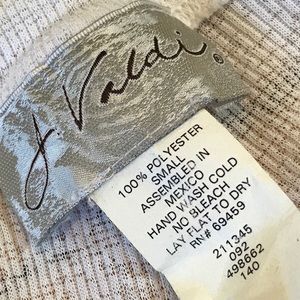 J. Valdi®
100% POLYESTER
SMALL
ASSEMBLED IN
MEXICO
HAND WASH COLD
NO BLEACH
LAY FLAT TO DRY
RN# 69459
211345
092
498662
140